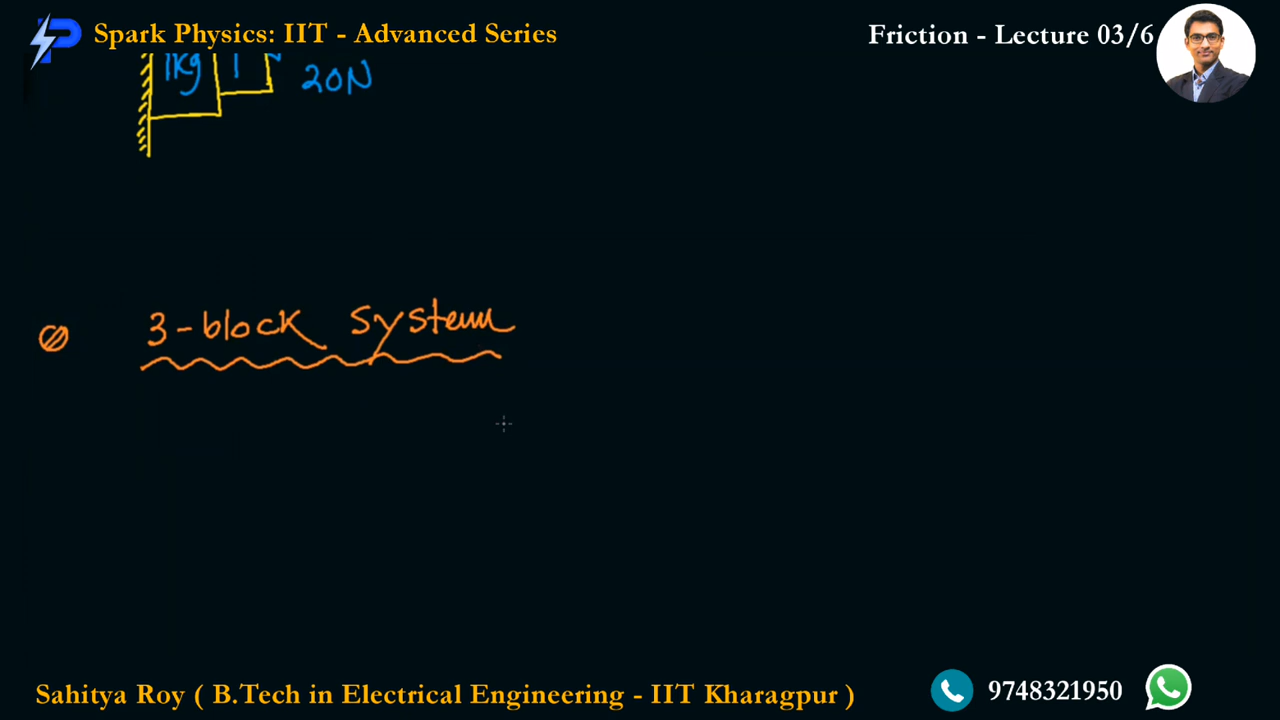 Spark Physics: IIT - Advanced Series
Friction - Lecture 03/6
1kg 1
20N
3-block system
Sahitya Roy ( B.Tech in Electrical Engineering - IIT Kharagpur )
9748321950